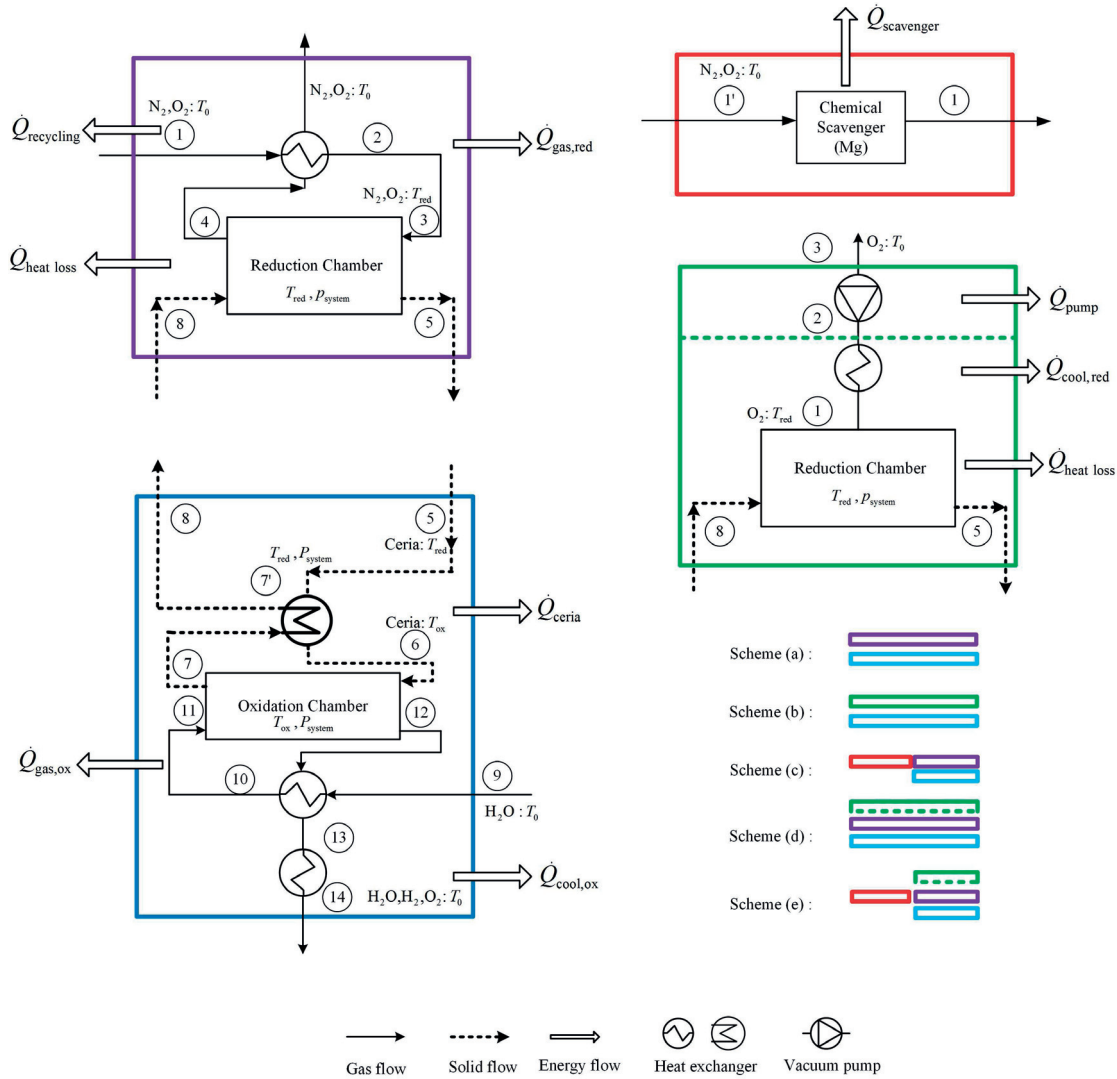 N₂,O₂: T₀
N₂,O₂: T₀
Q̇recycling
1
2
Q̇gas,red
N₂,O₂: Tred
4
3
Q̇heat loss
Reduction Chamber
Tred , psystem
8
5
Q̇scavenger
N₂,O₂: T₀
1'
Chemical
Scavenger
(Mg)
1
3
O₂: T₀
Q̇pump
2
Q̇cool,red
O₂: Tred
1
Reduction Chamber
Tred , psystem
Q̇heat loss
8
5
8
5
Ceria: Tred
Tred , Psystem
7'
Q̇ceria
Ceria: Tox
6
7
Oxidation Chamber
Tox , Psystem
11
12
Q̇gas,ox
10
9
H₂O : T₀
13
14
H₂O,H₂,O₂: T₀
Q̇cool,ox
Scheme (a) :
Scheme (b) :
Scheme (c) :
Scheme (d) :
Scheme (e) :
Gas flow
Solid flow
Energy flow
Heat exchanger
Vacuum pump